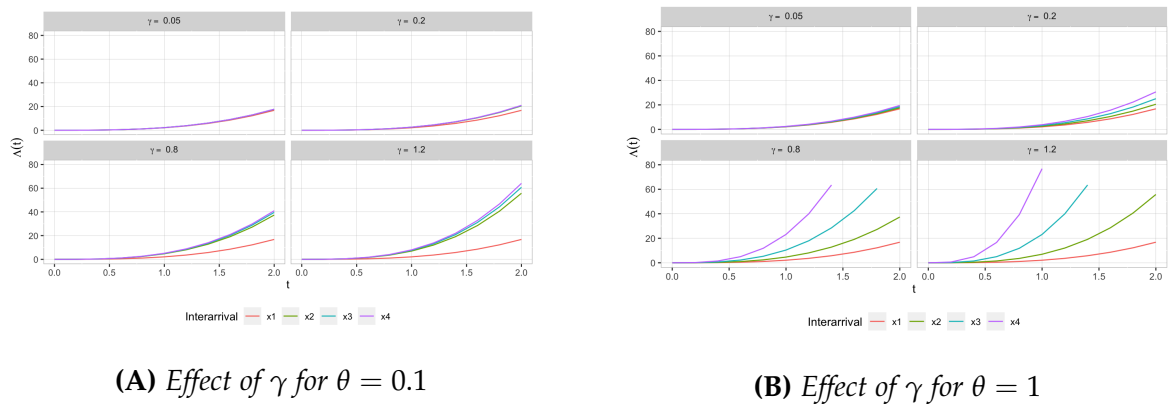 γ = 0.05
γ = 0.2
80
60
40
20
0
γ = 0.8
γ = 1.2
80
60
40
20
0
Λ(t)
0.0 0.5 1.0 1.5 2.0 0.0 0.5 1.0 1.5 2.0
t
Interarrival x1 x2 x3 x4
(A) Effect of γ for θ = 0.1
γ = 0.05
γ = 0.2
80
60
40
20
0
γ = 0.8
γ = 1.2
80
60
40
20
0
Λ(t)
0.0 0.5 1.0 1.5 2.0 0.0 0.5 1.0 1.5 2.0
t
Interarrival x1 x2 x3 x4
(B) Effect of γ for θ = 1